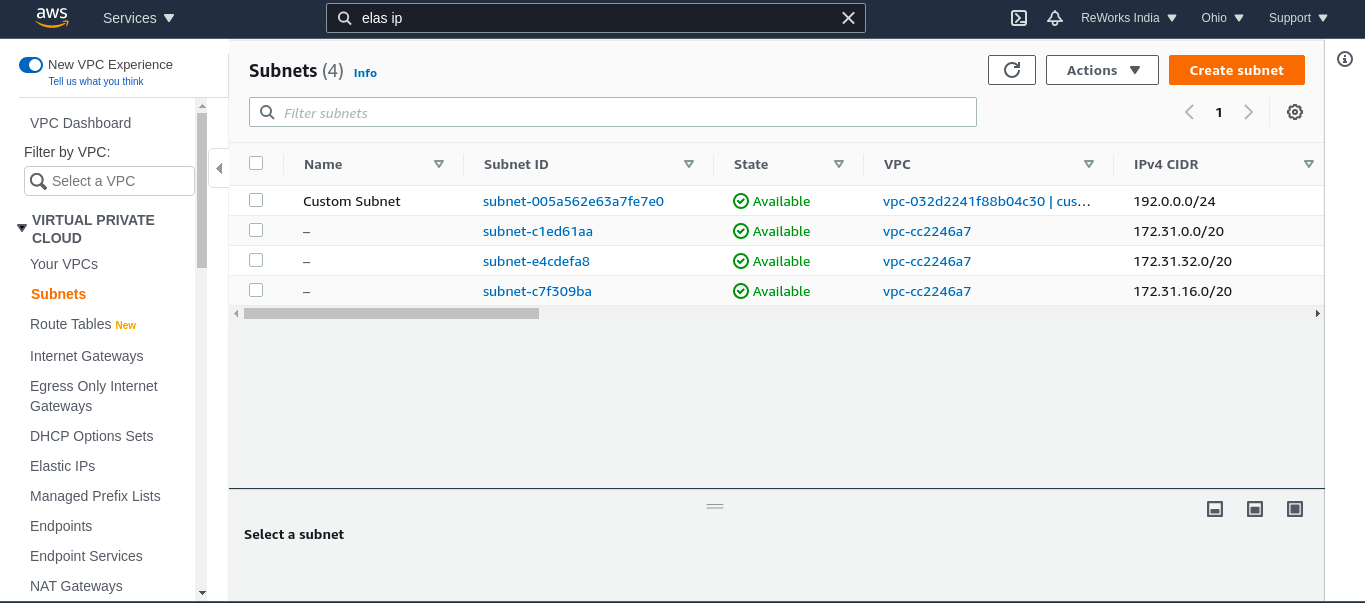 aws Services elas ip ReWorks India Ohio Support
New VPC Experience
Tell us what you think
VPC Dashboard
Filter by VPC:
Select a VPC
VIRTUAL PRIVATE
CLOUD
Your VPCs
Subnets
Route Tables New
Internet Gateways
Egress Only Internet
Gateways
DHCP Options Sets
Elastic IPs
Managed Prefix Lists
Endpoints
Endpoint Services
NAT Gateways
Subnets (4) Info
Actions Create subnet
Filter subnets
1
Name Subnet ID State VPC IPv4 CIDR
Custom Subnet subnet-005a562e63a7fe7e0 Available vpc-032d2241f88b04c30 | cus... 192.0.0.0/24
– subnet-c1ed61aa Available vpc-cc2246a7 172.31.0.0/20
– subnet-e4cdefa8 Available vpc-cc2246a7 172.31.32.0/20
– subnet-c7f309ba Available vpc-cc2246a7 172.31.16.0/20
Select a subnet